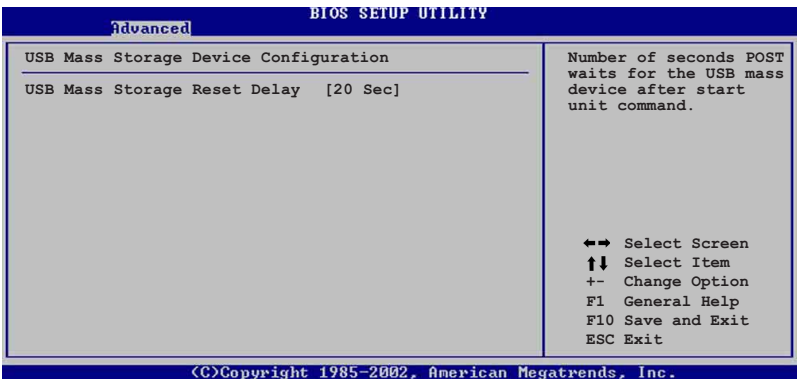 BIOS SETUP UTILITY
Advanced
USB Mass Storage Device Configuration
USB Mass Storage Reset Delay [20 Sec]
Number of seconds POST
waits for the USB mass
device after start
unit command.
←→ Select Screen
↑↓ Select Item
+- Change Option
F1 General Help
F10 Save and Exit
ESC Exit
(C)Copyright 1985-2002, American Megatrends, Inc.